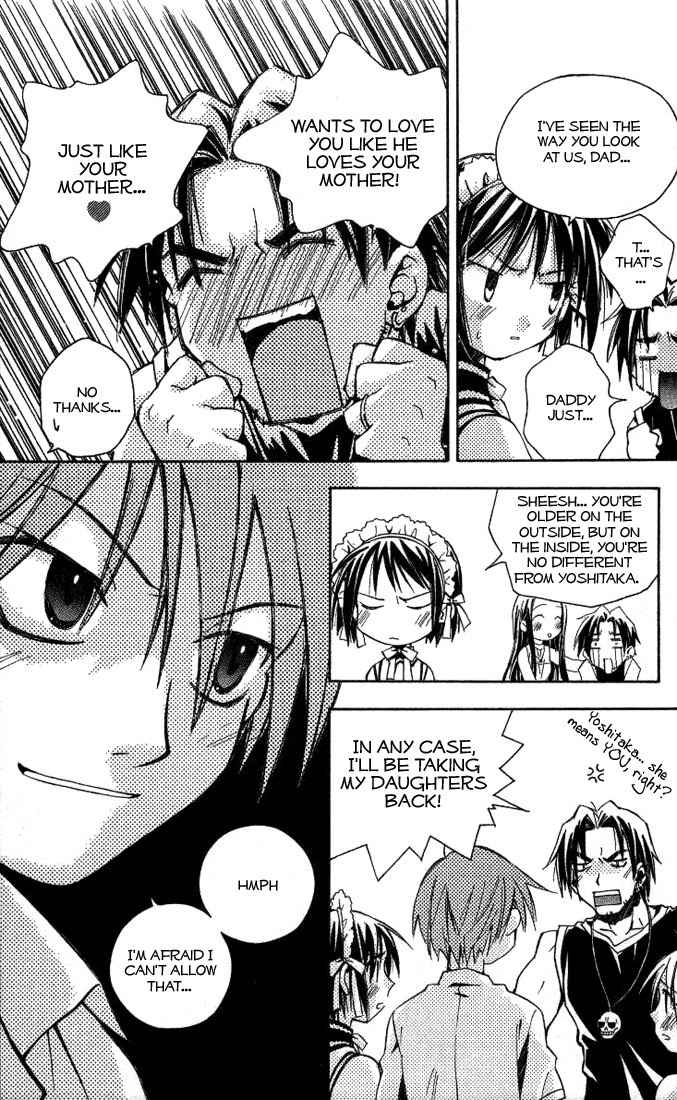 I'VE SEEN THE
WAY YOU LOOK
AT US, DAD...
T...
THAT'S
...
DADDY
JUST...
WANTS TO LOVE
YOU LIKE HE
LOVES YOUR
MOTHER!
JUST LIKE
YOUR
MOTHER...
♥
NO
THANKS...
SHEESH... YOU'RE
OLDER ON THE
OUTSIDE, BUT ON
THE INSIDE, YOU'RE
NO DIFFERENT
FROM YOSHITAKA.
Yoshitaka... she
means YOU, right?
IN ANY CASE,
I'LL BE TAKING
MY DAUGHTERS
BACK!
HMPH
I'M AFRAID I
CAN'T ALLOW
THAT...